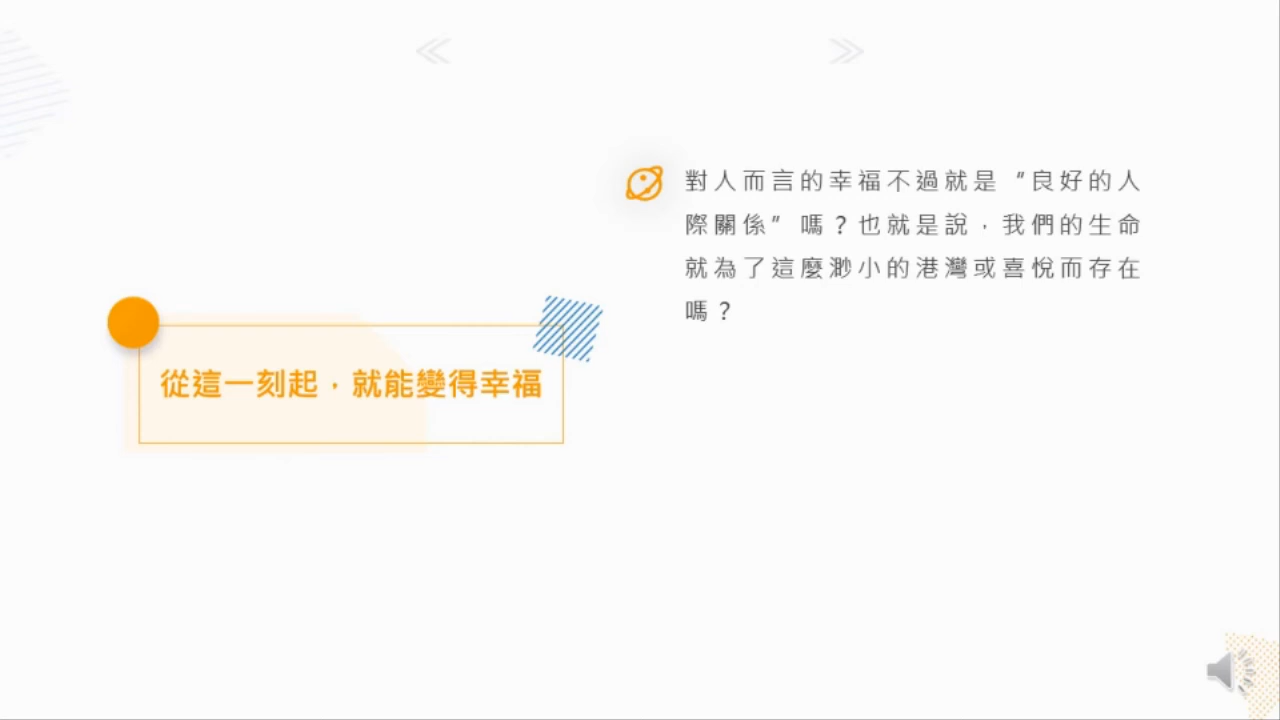 對人而言的幸福不過就是“良好的人
際關係”嗎？也就是說，我們的生命
就為了這麼渺小的港灣或喜悅而存在
嗎？
從這一刻起，就能變得幸福